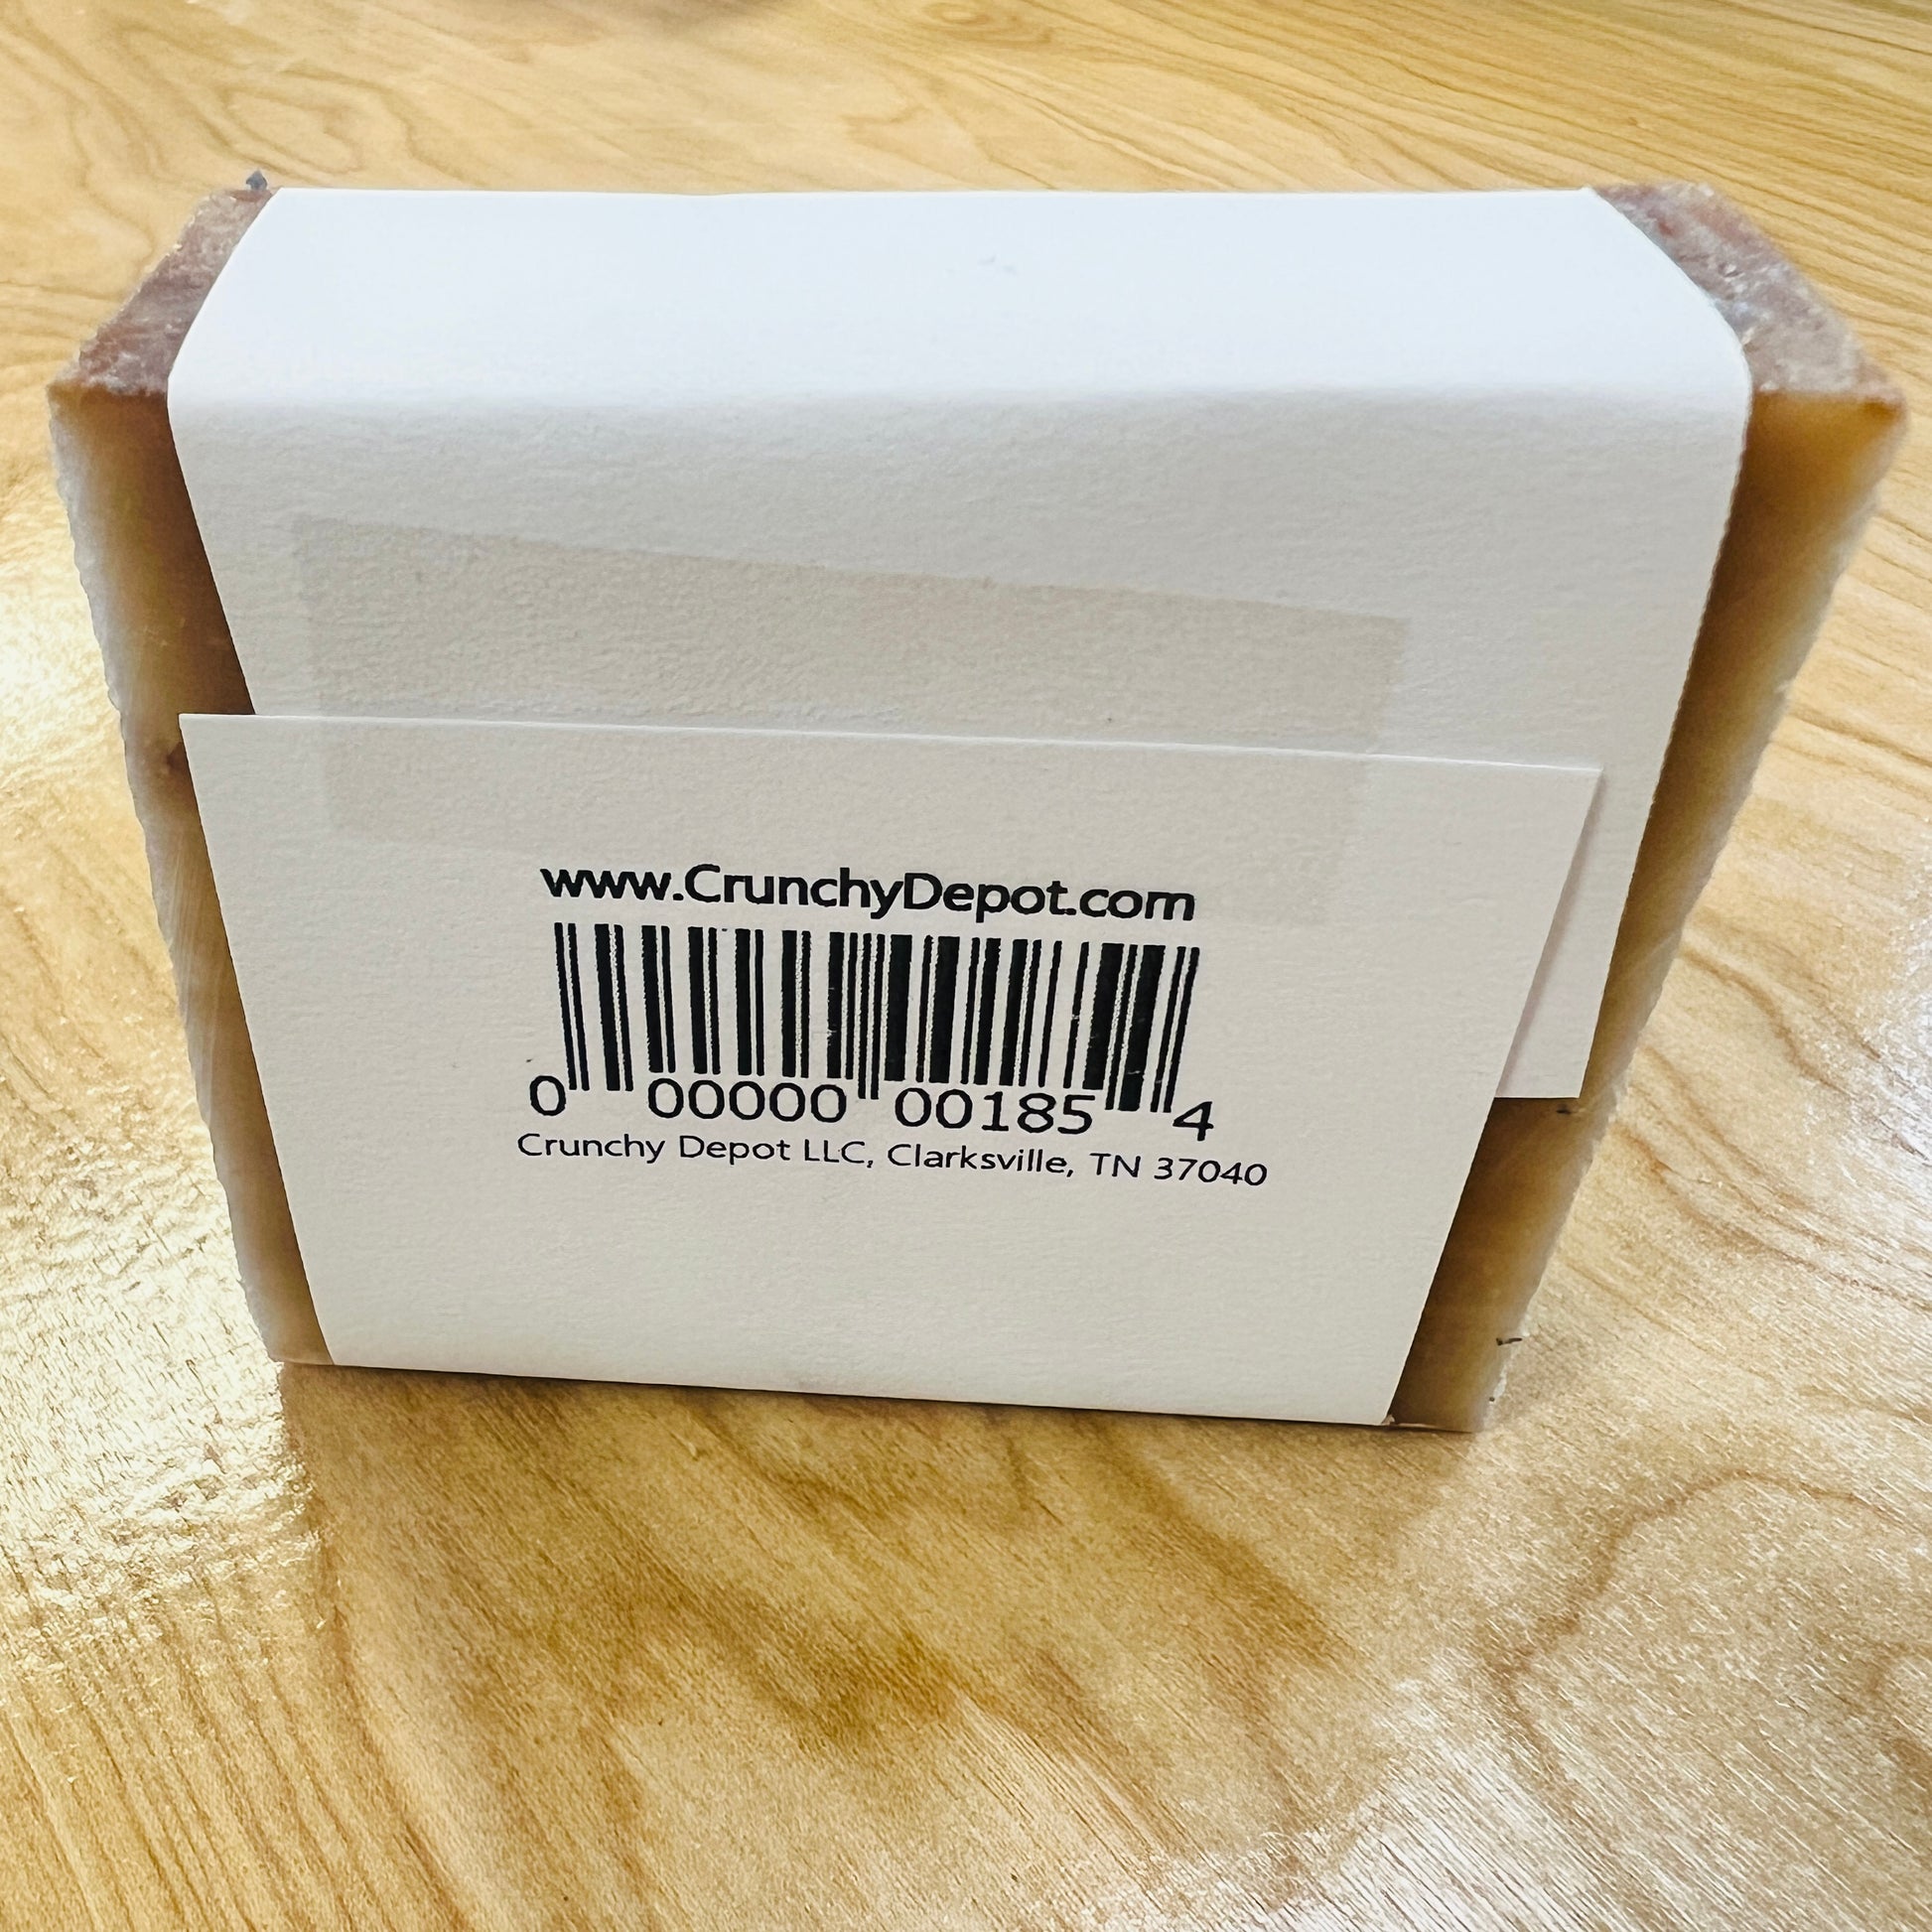 www.CrunchyDepot.com
0 00000 00185 4
Crunchy Depot LLC, Clarksville, TN 37040